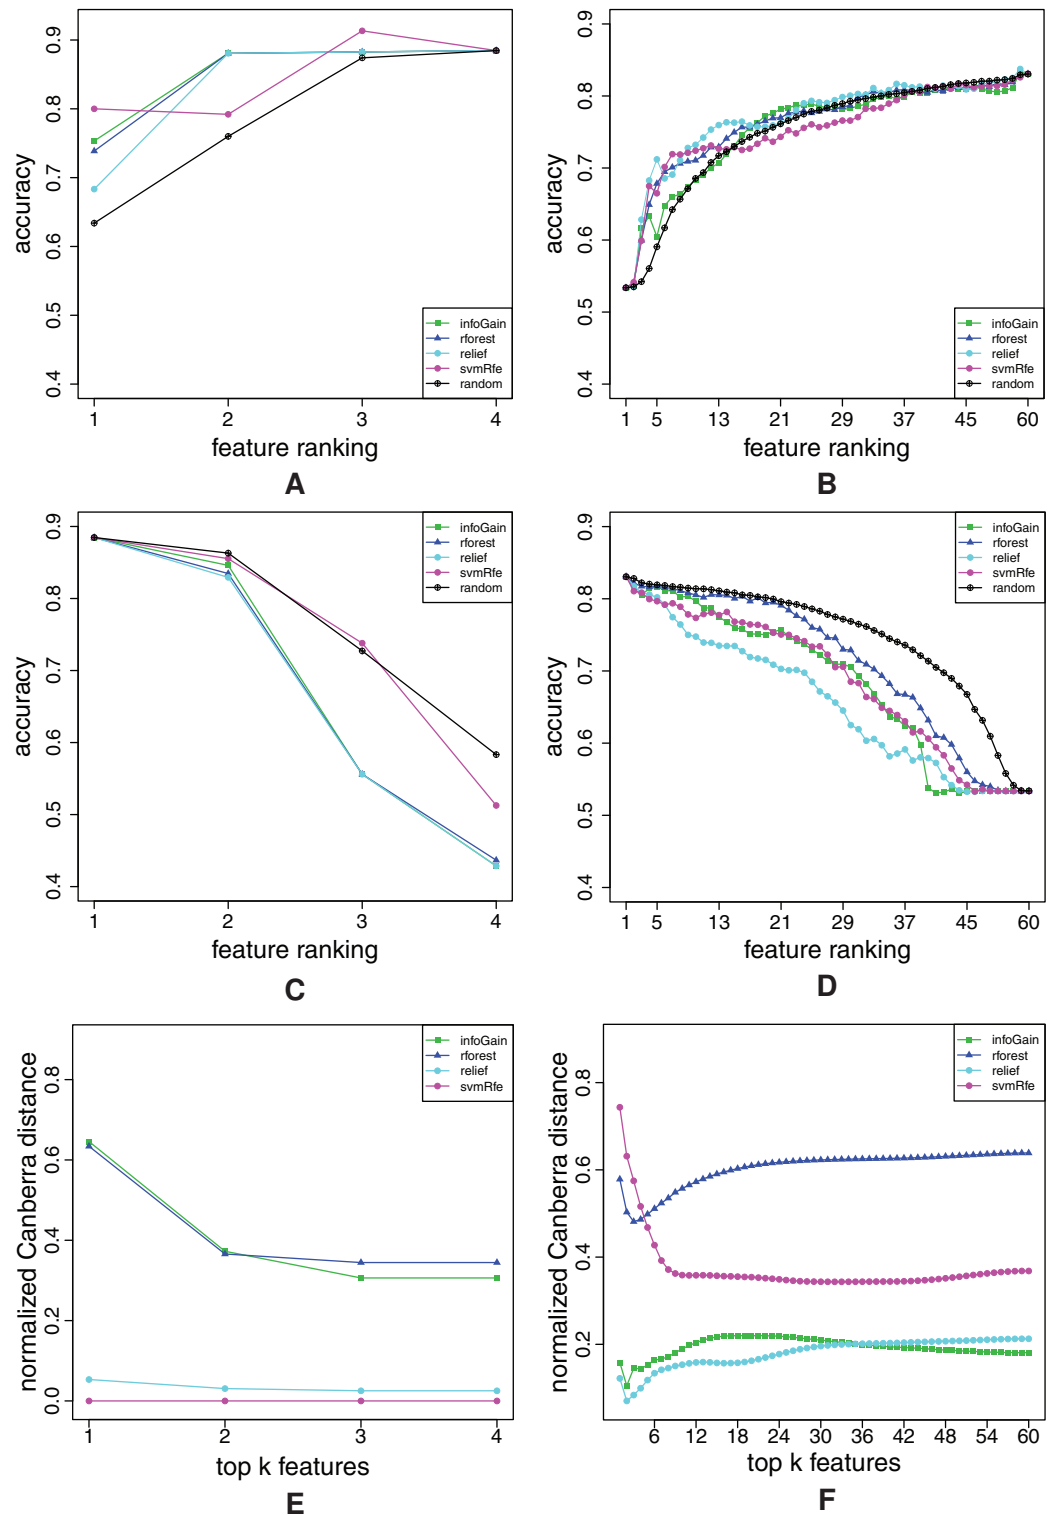 0.9
0.8
0.7
0.6
0.5
0.4
accuracy
infoGain
rforest
relief
svmRfe
random
1 2 3 4
feature ranking
A
0.9
0.8
0.7
0.6
0.5
0.4
accuracy
infoGain
rforest
relief
svmRfe
random
1 5 13 21 29 37 45 60
feature ranking
B
0.9
0.8
0.7
0.6
0.5
0.4
accuracy
infoGain
rforest
relief
svmRfe
random
1 2 3 4
feature ranking
C
0.9
0.8
0.7
0.6
0.5
0.4
accuracy
infoGain
rforest
relief
svmRfe
random
1 5 13 21 29 37 45 60
feature ranking
D
0.8
0.6
0.4
0.2
0.0
normalized Canberra distance
infoGain
rforest
relief
svmRfe
1 2 3 4
top k features
E
0.8
0.6
0.4
0.2
normalized Canberra distance
infoGain
rforest
relief
svmRfe
6 12 18 24 30 36 42 48 54 60
top k features
F